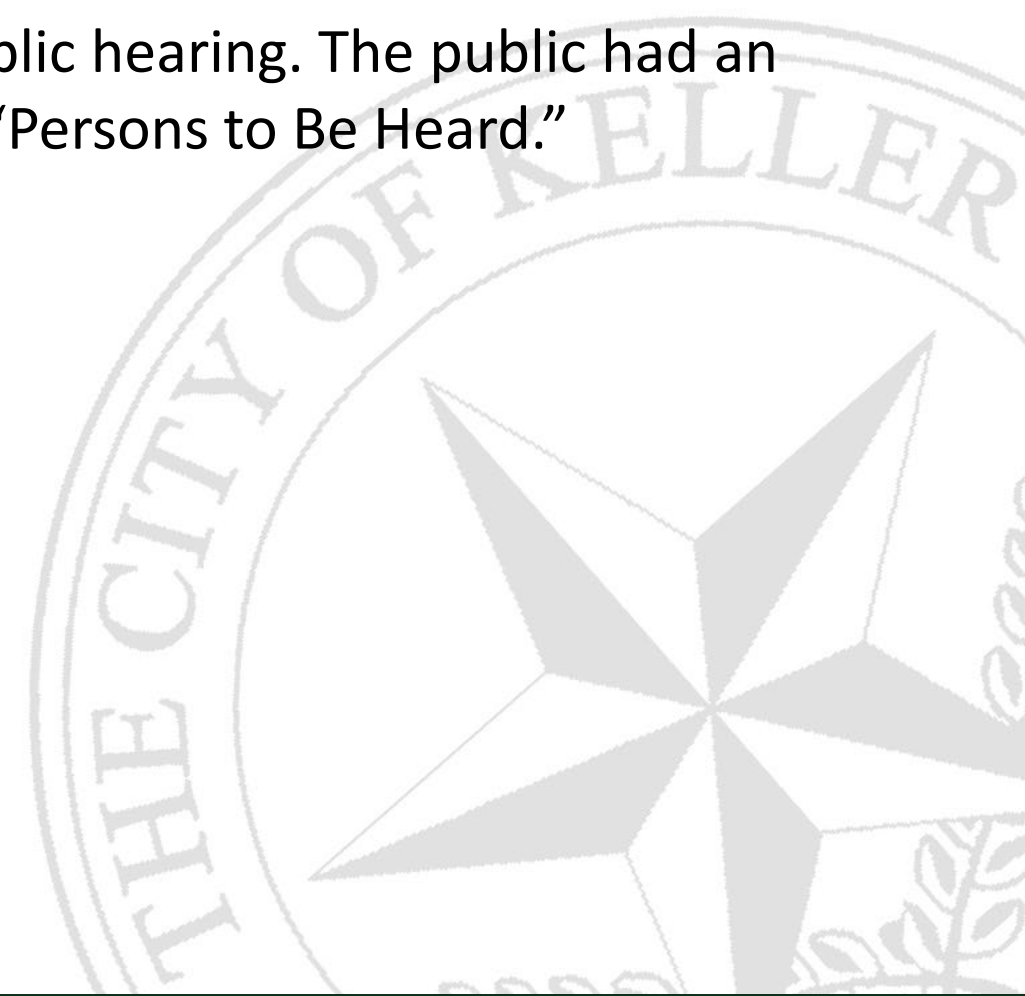 blic hearing. The public had an
“Persons to Be Heard.”
THE CITY OF KELLER